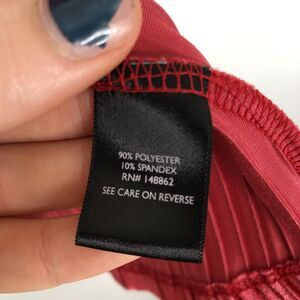 90% POLYESTER
10% SPANDEX
RN# 148862
SEE CARE ON REVERSE